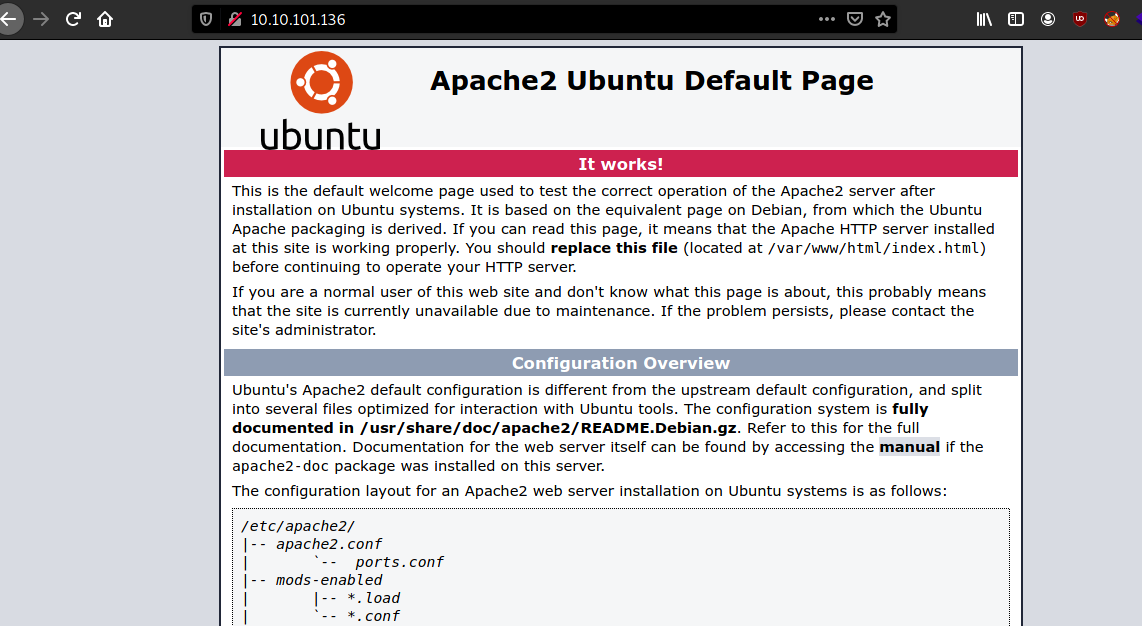 10.10.101.136
ubuntu
Apache2 Ubuntu Default Page
It works!
This is the default welcome page used to test the correct operation of the Apache2 server after
installation on Ubuntu systems. It is based on the equivalent page on Debian, from which the Ubuntu
Apache packaging is derived. If you can read this page, it means that the Apache HTTP server installed
at this site is working properly. You should replace this file (located at /var/www/html/index.html)
before continuing to operate your HTTP server.
If you are a normal user of this web site and don't know what this page is about, this probably means
that the site is currently unavailable due to maintenance. If the problem persists, please contact the
site's administrator.
Configuration Overview
Ubuntu's Apache2 default configuration is different from the upstream default configuration, and split
into several files optimized for interaction with Ubuntu tools. The configuration system is fully
documented in /usr/share/doc/apache2/README.Debian.gz. Refer to this for the full
documentation. Documentation for the web server itself can be found by accessing the manual if the
apache2-doc package was installed on this server.
The configuration layout for an Apache2 web server installation on Ubuntu systems is as follows:
/etc/apache2/
|-- apache2.conf
|       `--  ports.conf
|-- mods-enabled
|       |-- *.load
|       `-- *.conf